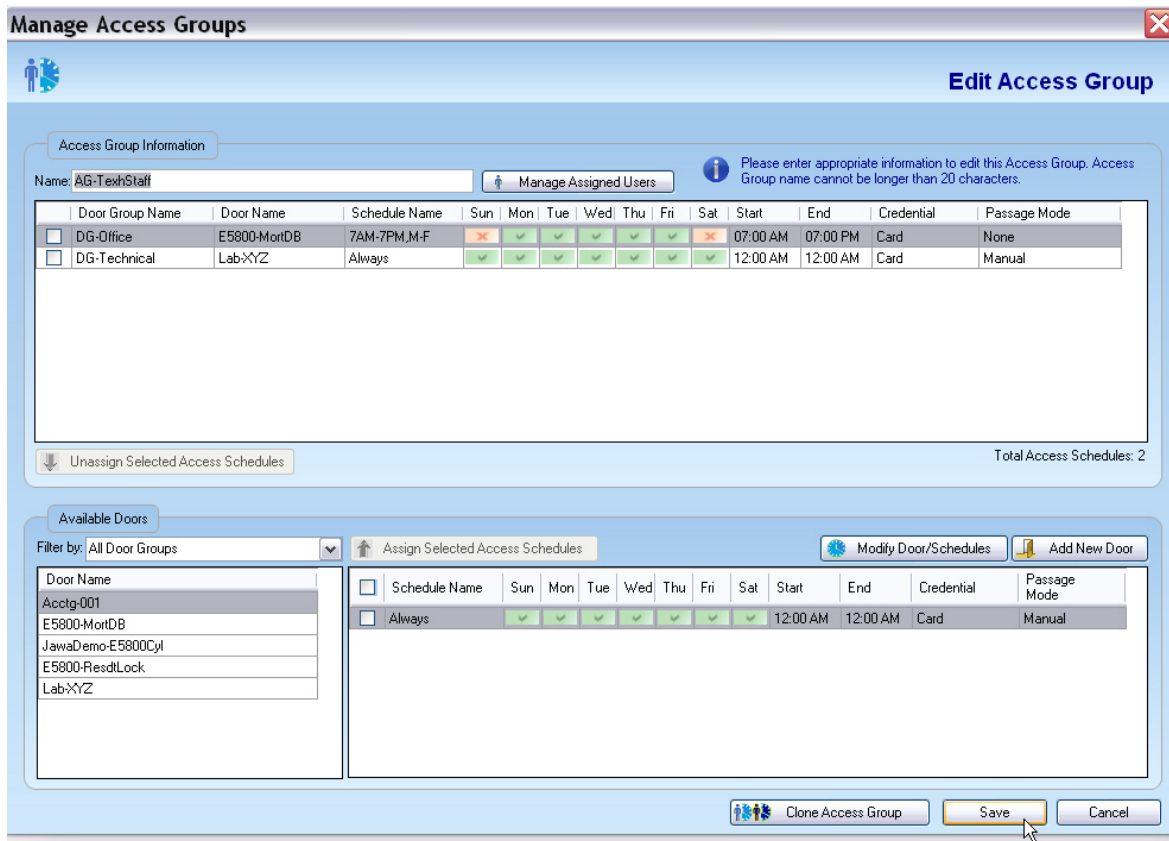 Manage Access Groups
Edit Access Group
Access Group Information
Name: AG-TexhStaff
Manage Assigned Users
Please enter appropriate information to edit this Access Group. Access
Group name cannot be longer than 20 characters.
Door Group Name Door Name Schedule Name Sun Mon Tue Wed Thu Fri Sat Start End Credential Passage Mode
DG-Office E5800-MortDB 7AM-7PM,M-F 07:00 AM 07:00 PM Card None
DG-Technical Lab-XYZ Always 12:00 AM 12:00 AM Card Manual
Unassign Selected Access Schedules
Total Access Schedules: 2
Available Doors
Filter by: All Door Groups
Assign Selected Access Schedules
Modify Door/Schedules
Add New Door
Door Name
Acctg-001
E5800-MortDB
JawaDemo-E5800Cyl
E5800-ResdtLock
Lab-XYZ
Schedule Name Sun Mon Tue Wed Thu Fri Sat Start End Credential Passage
Mode
Always 12:00 AM 12:00 AM Card Manual
Clone Access Group
Save
Cancel